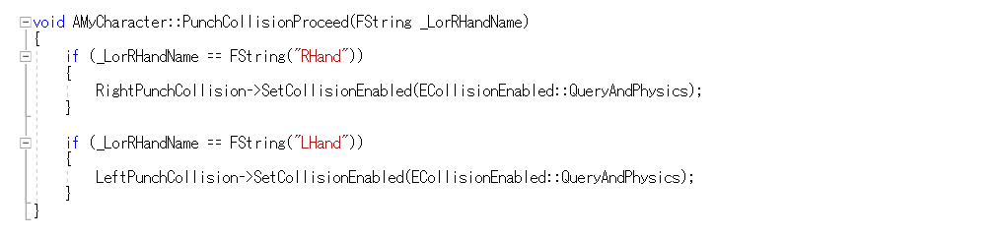 void AMyCharacter::PunchCollisionProceed(FString _LorRHandName)
{
if (_LorRHandName == FString("RHand"))
{
RightPunchCollision->SetCollisionEnabled(ECollisionEnabled::QueryAndPhysics);
}
if (_LorRHandName == FString("LHand"))
{
LeftPunchCollision->SetCollisionEnabled(ECollisionEnabled::QueryAndPhysics);
}
}